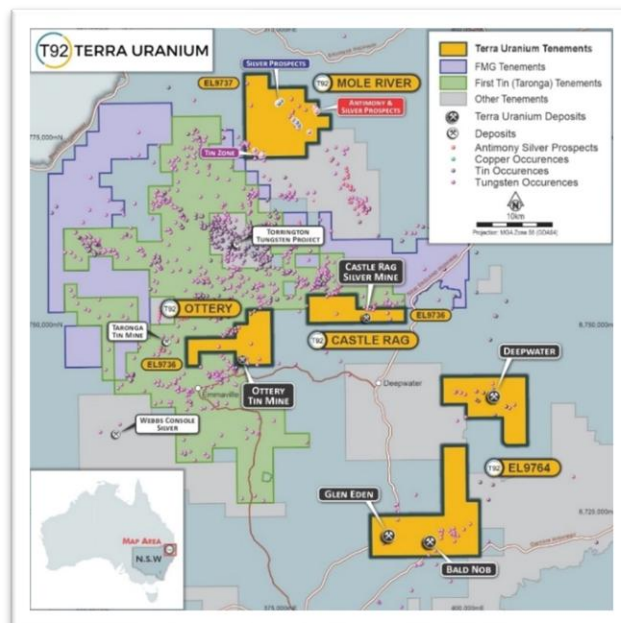 T92 TERRA URANIUM
SILVER PROSPECTS
EL9737
T92 MOLE RIVER
ANTIMONY &
SILVER PROSPECTS
TIN ZONE
Terra Uranium Tenements
FMG Tenements
First Tin (Taronga) Tenements
Other Tenements
Terra Uranium Deposits
Deposits
Antimony Silver Prospects
Copper Occurences
Tin Occurences
Tungsten Occurences
N
10km
TORRINGTON
TUNGSTEN PROJECT
CASTLE RAG
SILVER MINE
T92 OTTERY
EL9736
T92 CASTLE RAG
TARONGA
TIN MINE
EL9736
OTTERY
TIN MINE
Emmaville
Deepwater
DEEPWATER
WEBBS CONSOLE
SILVER
T92 EL9764
GLEN EDEN
BALD NOB
MAP AREA
N.S.W